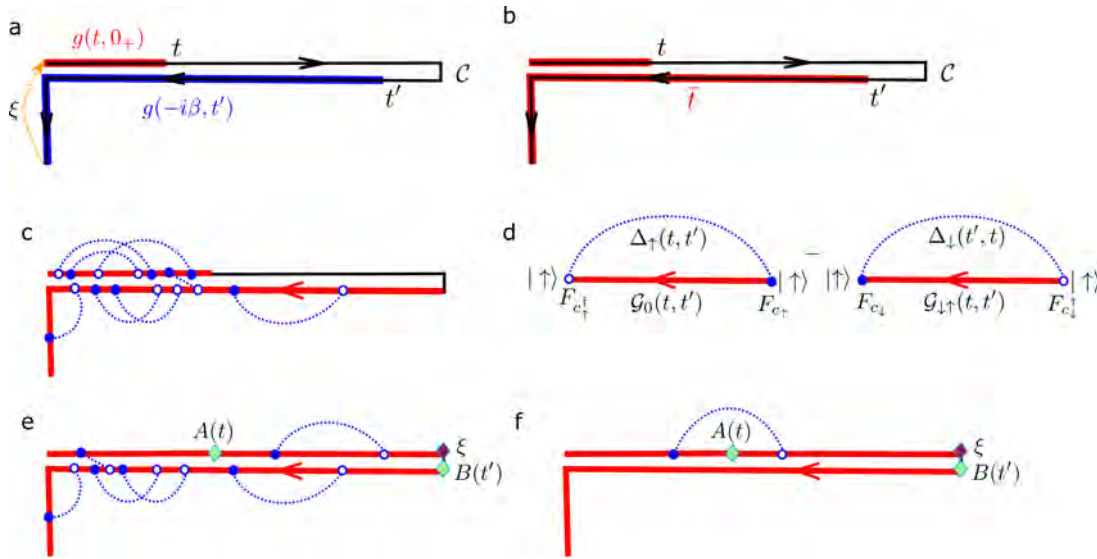 a
g(t, 0₊)
t
𝒞
ξ
g(−iβ, t′)
t′
b
t
𝒞
t̄
t′
c
d
Δ↑(t, t′)
−
Δ↓(t′, t)
|↑⟩
|↑⟩
|↑⟩
|↑⟩
F_{c↑†}
𝒢₀(t, t′)
F_{c↑}
F_{c↓}
𝒢↓↑(t, t′)
F_{c↓†}
e
A(t)
ξ
B(t′)
f
A(t)
ξ
B(t′)